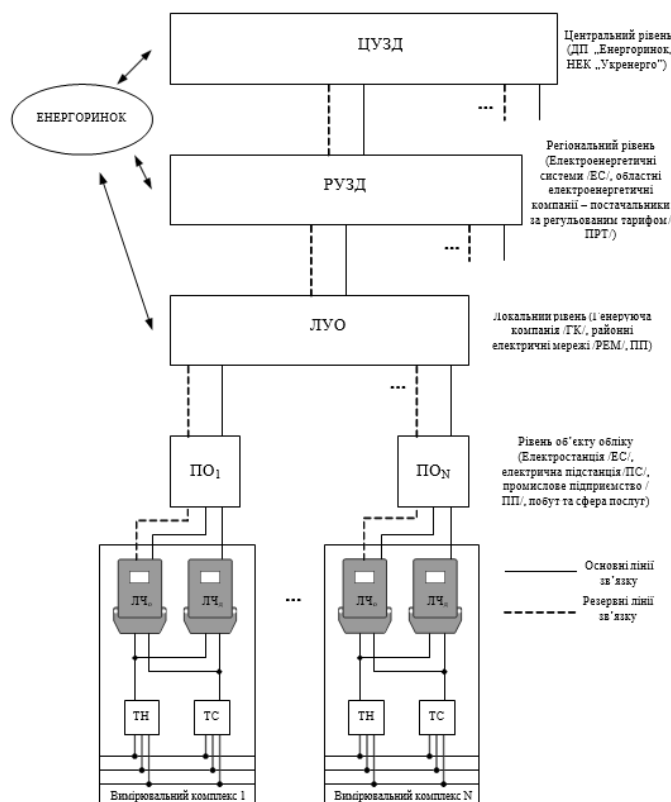 ЦУЗД
Центральний рівень
(ДП „Енергоринок,
НЕК „Укренерго”)
ЕНЕРГОРИНОК
...
РУЗД
Регіональний рівень
(Електроенергетичні
системи /ЕС/, обласні
електроенергетичні
компанії – постачальники
за регульованим тарифом/
ПРТ/)
...
ЛУО
Локальний рівень (Генеруюча
компанія /ГК/, районні
електричні мережі /РЕМ/, ПП)
...
ПО1
ПОN
Рівень об’єкту обліку
(Електростанція /ЕС/,
електрична підстанція /ПС/,
промислове підприємство /
ПП/, побут та сфера послуг)
ЛЧо
ЛЧд
...
ЛЧо
ЛЧд
Основні лінії
зв’язку
Резервні лінії
зв’язку
ТН
ТС
ТН
ТС
Вимірювальний комплекс 1
Вимірювальний комплекс N